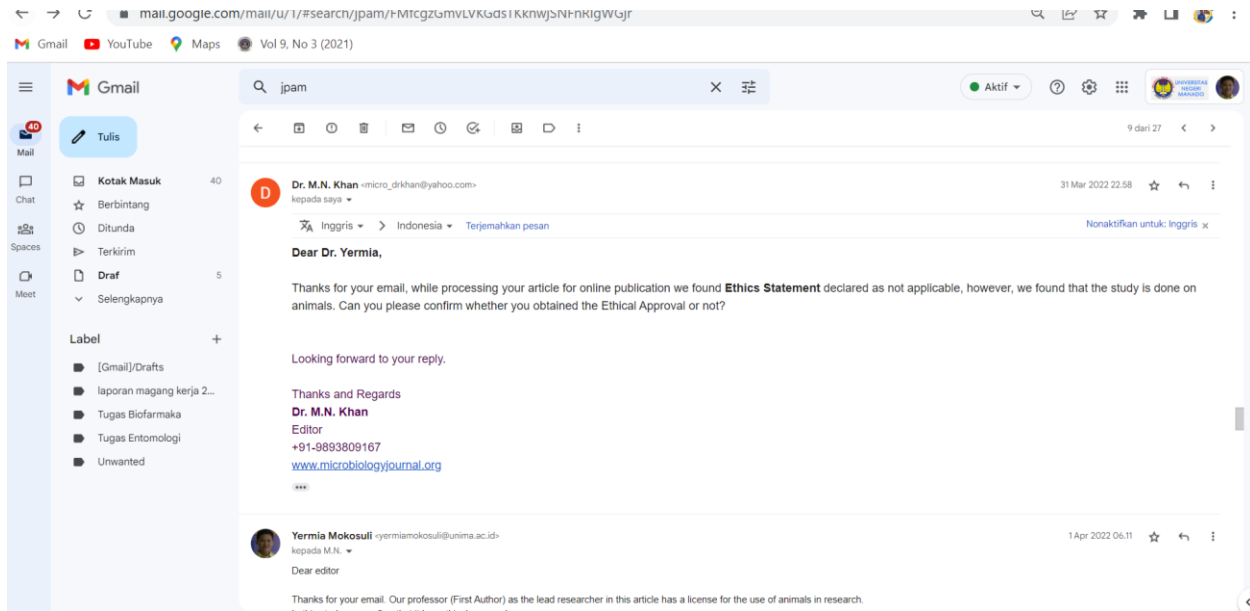 mail.google.com/mail/u/1/#search/jpam/
Gmail YouTube Maps Vol 9, No 3 (2021)
Gmail
jpam
Aktif
UNIVERSITAS NEGERI MANADO
40
Mail
Tulis
9 dari 27
Chat
Spaces
Meet
Kotak Masuk 40
Berbintang
Ditunda
Terkirim
Draf 5
Selengkapnya
Label +
[Gmail]/Drafts
laporan magang kerja 2...
Tugas Biofarmaka
Tugas Entomologi
Unwanted
D
Dr. M.N. Khan <micro_drkhan@yahoo.com>
31 Mar 2022 22.58
kepada saya
Inggris > Indonesia Terjemahkan pesan
Nonaktifkan untuk: Inggris x
Dear Dr. Yermia,
Thanks for your email, while processing your article for online publication we found Ethics Statement declared as not applicable, however, we found that the study is done on
animals. Can you please confirm whether you obtained the Ethical Approval or not?
Looking forward to your reply.
Thanks and Regards
Dr. M.N. Khan
Editor
+91-9893809167
www.microbiologyjournal.org
Yermia Mokosuli <yermiamokosuli@unima.ac.id>
1 Apr 2022 06.11
kepada M.N.
Dear editor
Thanks for your email. Our professor (First Author) as the lead researcher in this article has a license for the use of animals in research.